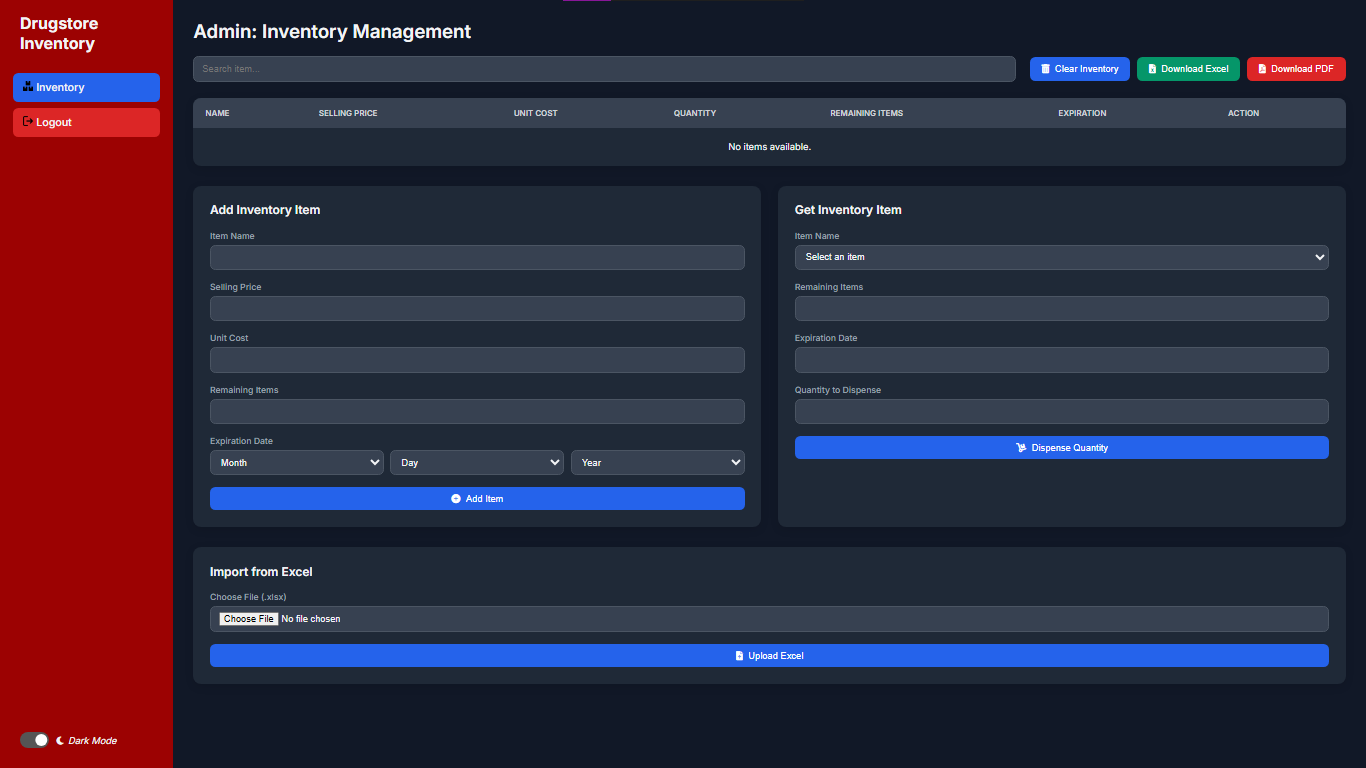 Drugstore
Inventory
Inventory
Logout
Dark Mode
Admin: Inventory Management
Search item...
Clear Inventory
Download Excel
Download PDF
NAME SELLING PRICE UNIT COST QUANTITY REMAINING ITEMS EXPIRATION ACTION
No items available.
Add Inventory Item
Item Name
Selling Price
Unit Cost
Remaining Items
Expiration Date
Month Day Year
Add Item
Get Inventory Item
Item Name
Select an item
Remaining Items
Expiration Date
Quantity to Dispense
Dispense Quantity
Import from Excel
Choose File (.xlsx)
Choose File No file chosen
Upload Excel